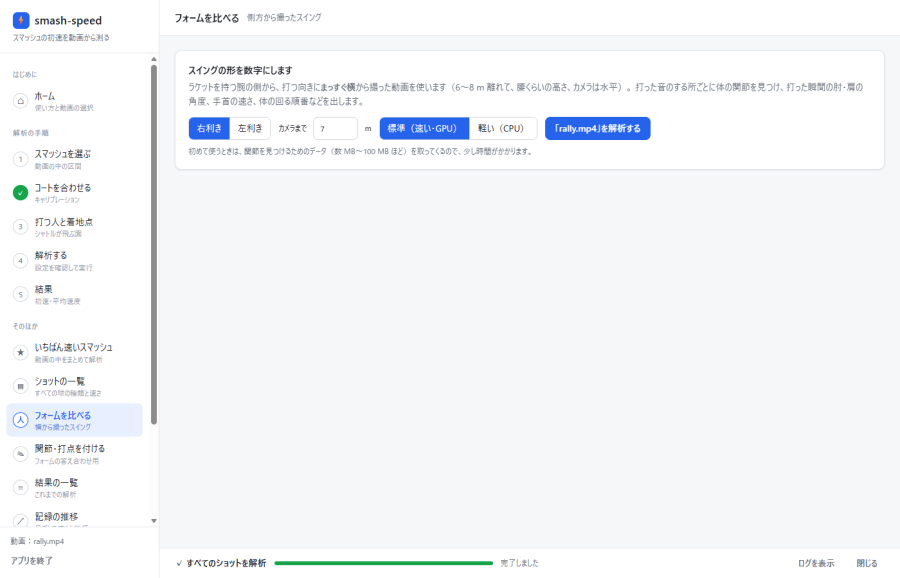 smash-speed
スマッシュの初速を動画から測る
はじめに
ホーム
使い方と動画の選択
解析の手順
1
スマッシュを選ぶ
動画の中の区間
コートを合わせる
キャリブレーション
3
打つ人と着地点
シャトルが飛ぶ面
4
解析する
設定を確認して実行
5
結果
初速・平均速度
そのほか
いちばん速いスマッシュ
動画の中をまとめて解析
ショットの一覧
すべての球の種類と速さ
フォームを比べる
横から撮ったスイング
関節・打点を付ける
フォームの答え合わせ用
結果の一覧
これまでの解析
記録の推移
動画：rally.mp4
アプリを終了
フォームを比べる 側方から撮ったスイング
スイングの形を数字にします
ラケットを持つ腕の側から、打つ向きにまっすぐ横から撮った動画を使います（6〜8 m 離れて、腰くらいの高さ、カメラは水平）。打った音のする所ごとに体の関節を見つけ、打った瞬間の肘・肩の
角度、手首の速さ、体の回る順番などを出します。
右利き 左利き カメラまで 7 m 標準（速い・GPU） 軽い（CPU） 「rally.mp4」を解析する
初めて使うときは、関節を見つけるためのデータ（数 MB〜100 MB ほど）を取ってくるので、少し時間がかかります。
✓ すべてのショットを解析 完了しました ログを表示 閉じる